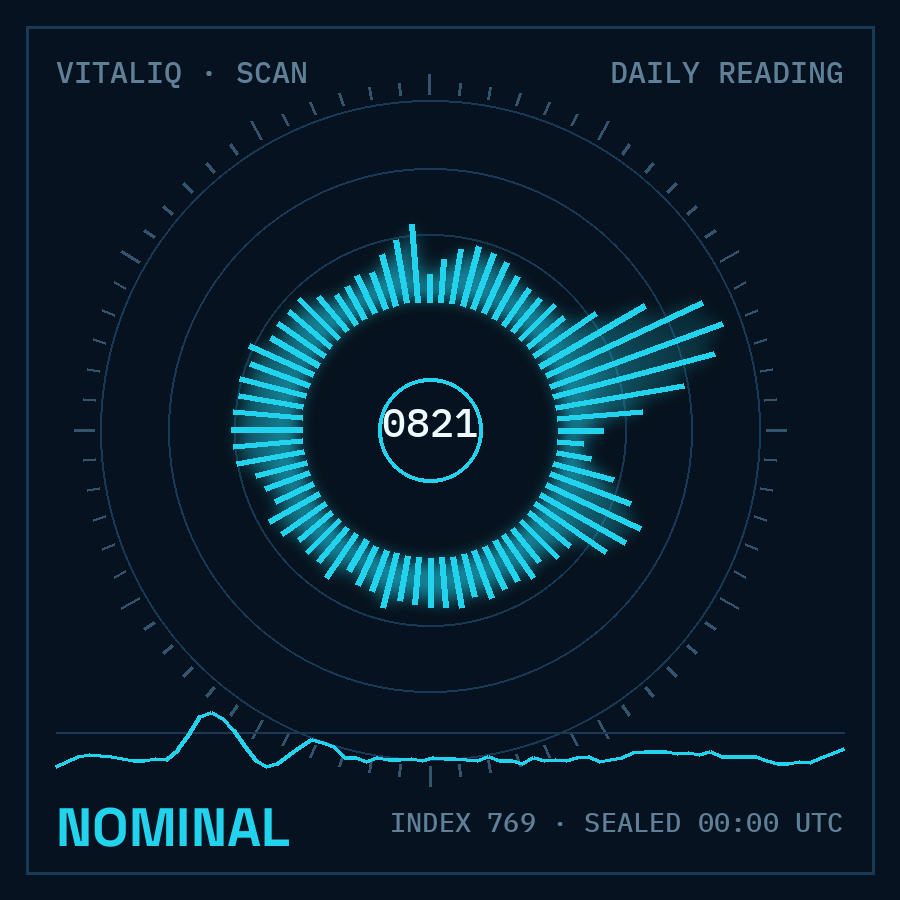 VITALIQ · SCAN
DAILY READING
0821
NOMINAL
INDEX 769 · SEALED 00:00 UTC